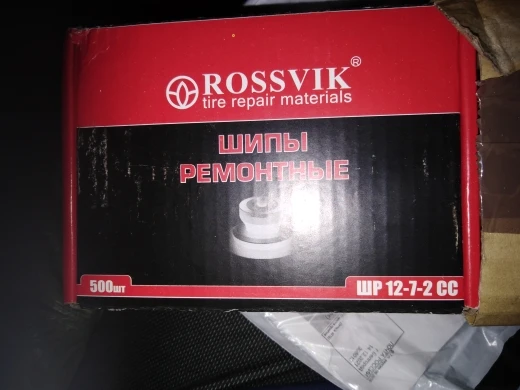 ROSSVIK®
tire repair materials
ШИПЫ
РЕМОНТНЫЕ
500шт
ШР 12-7-2 СС